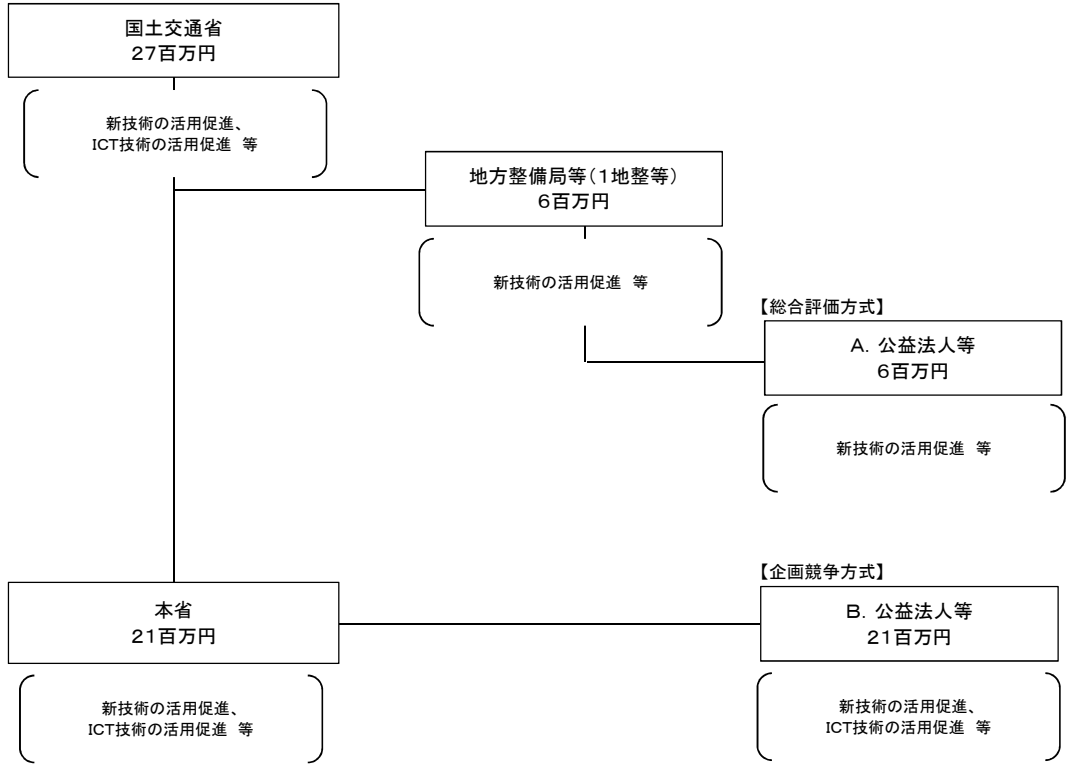 国土交通省
27百万円
新技術の活用促進、
ICT技術の活用促進 等
地方整備局等(1地整等)
6百万円
新技術の活用促進 等
【総合評価方式】
A. 公益法人等
6百万円
新技術の活用促進 等
本省
21百万円
新技術の活用促進、
ICT技術の活用促進 等
【企画競争方式】
B. 公益法人等
21百万円
新技術の活用促進、
ICT技術の活用促進 等